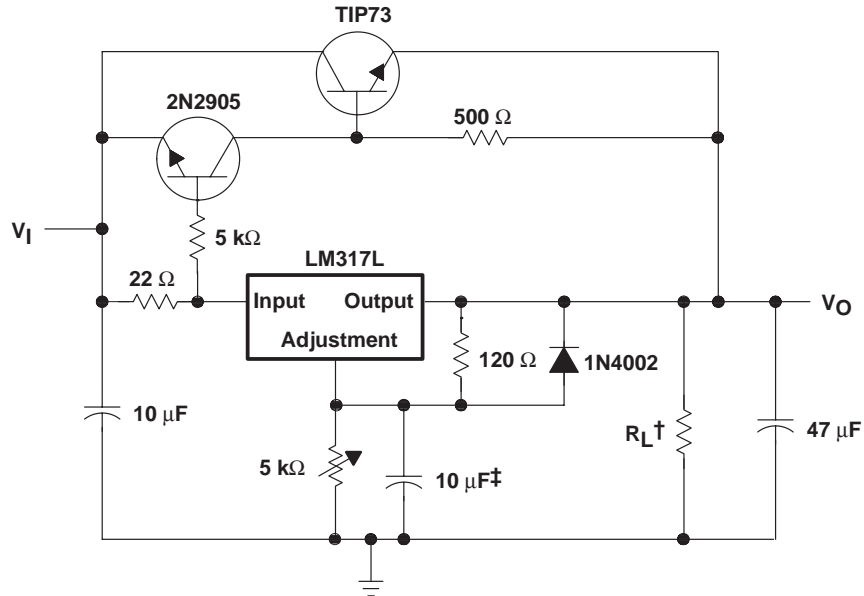 TIP73
2N2905
500 Ω
VI
5 kΩ
LM317L
22 Ω
Input
Output
VO
Adjustment
120 Ω
1N4002
10 μF
RL†
47 μF
5 kΩ
10 μF‡